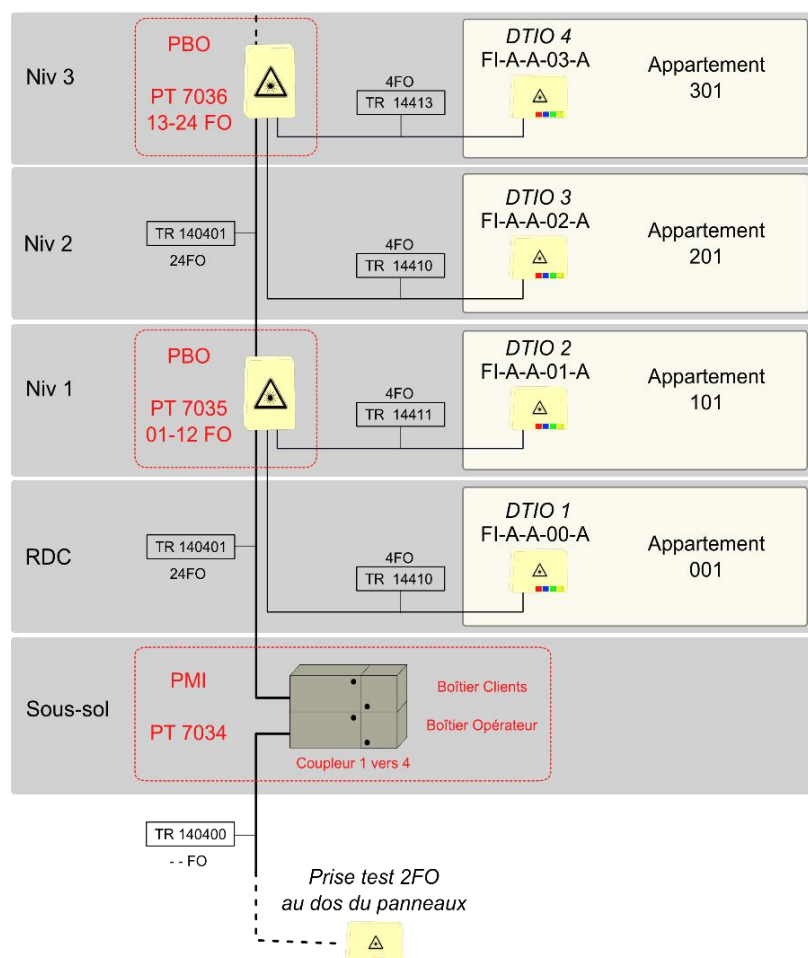 Niv 3
PBO
PT 7036
13-24 FO
4FO
TR 14413
DTIO 4
FI-A-A-03-A
Appartement
301
Niv 2
TR 140401
24FO
4FO
TR 14410
DTIO 3
FI-A-A-02-A
Appartement
201
Niv 1
PBO
PT 7035
01-12 FO
4FO
TR 14411
DTIO 2
FI-A-A-01-A
Appartement
101
RDC
TR 140401
24FO
4FO
TR 14410
DTIO 1
FI-A-A-00-A
Appartement
001
Sous-sol
PMI
PT 7034
Boîtier Clients
Boîtier Opérateur
Coupleur 1 vers 4
TR 140400
- - FO
Prise test 2FO
au dos du panneaux